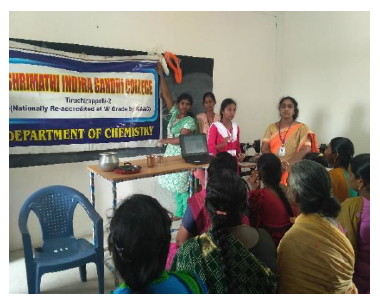 SHRIMATHI INDIRA GANDHI COLLEGE
Tiruchirappalli-2
(Nationally Re-accredited at 'A' Grade by NAAC)
DEPARTMENT OF CHEMISTRY